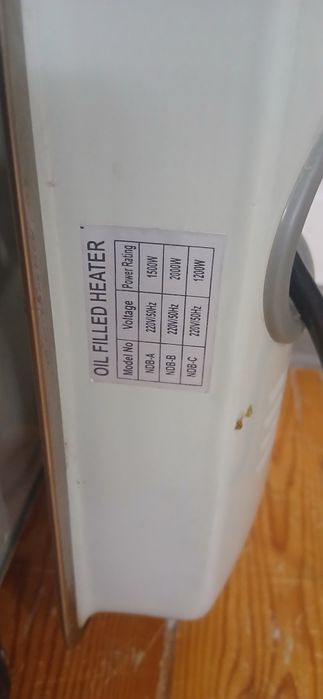 OIL FILLED HEATER
Model No Voltage Power Rating
NDB-A 220V/50Hz 1500W
NDB-B 220V/50Hz 2000W
NDB-C 220V/50Hz 1200W